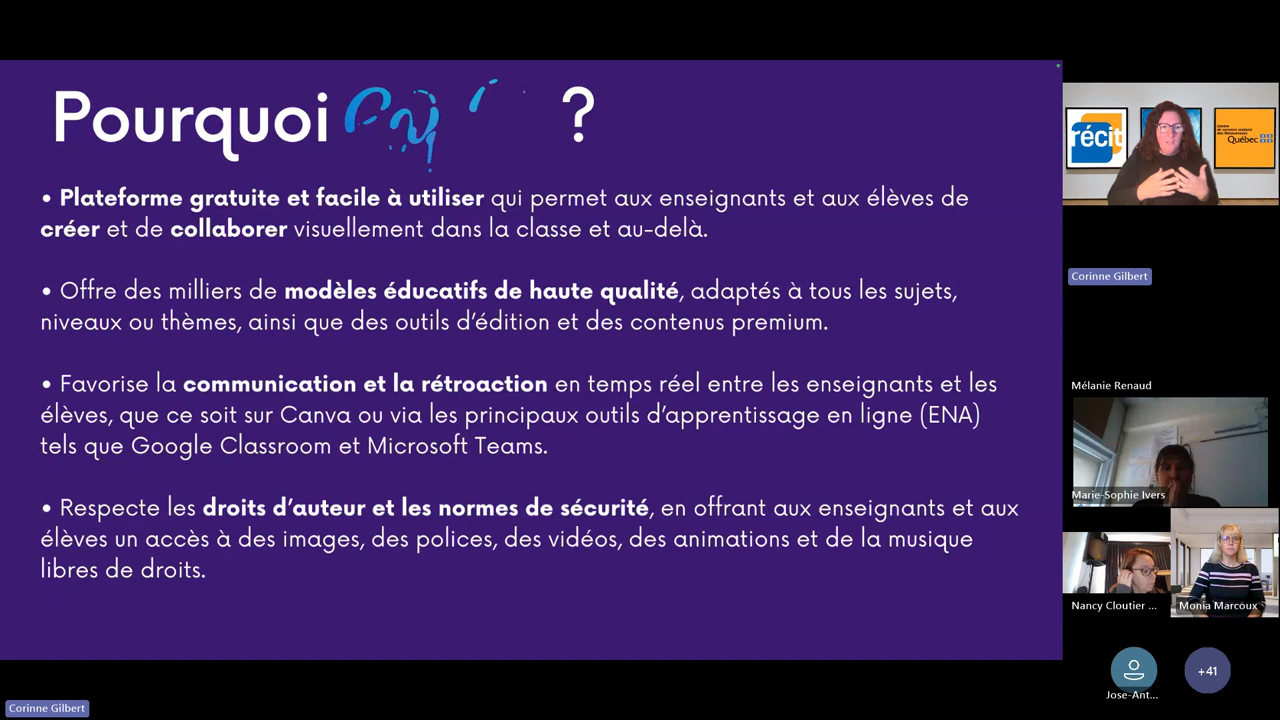 Pourquoi ?
• Plateforme gratuite et facile à utiliser qui permet aux enseignants et aux élèves de
créer et de collaborer visuellement dans la classe et au-delà.
• Offre des milliers de modèles éducatifs de haute qualité, adaptés à tous les sujets,
niveaux ou thèmes, ainsi que des outils d’édition et des contenus premium.
• Favorise la communication et la rétroaction en temps réel entre les enseignants et les
élèves, que ce soit sur Canva ou via les principaux outils d’apprentissage en ligne (ENA)
tels que Google Classroom et Microsoft Teams.
• Respecte les droits d’auteur et les normes de sécurité, en offrant aux enseignants et aux
élèves un accès à des images, des polices, des vidéos, des animations et de la musique
libres de droits.
récit
Centre
de services scolaire
des Découvreurs
Québec
Corinne Gilbert
Mélanie Renaud
Marie-Sophie Ivers
Nancy Cloutier ...
Monia Marcoux
Jose-Ant...
+41
Corinne Gilbert